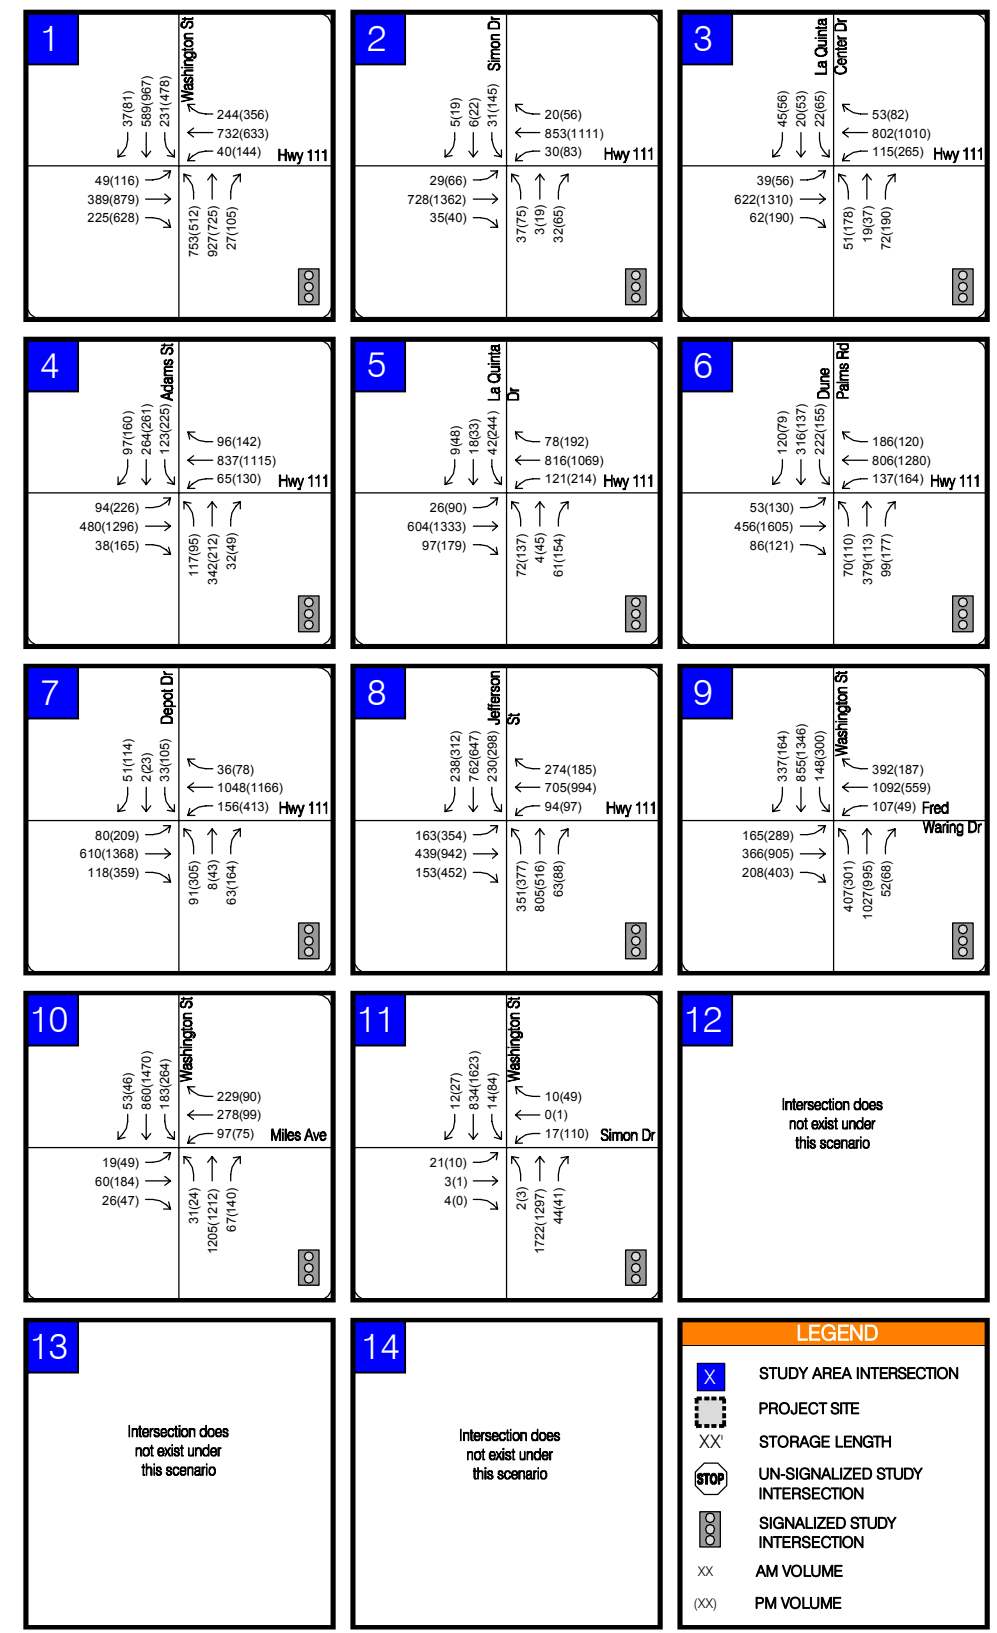 1
Washington St
37(81)
589(967)
231(478)
244(356)
732(633)
40(144)
Hwy 111
49(116)
389(879)
225(628)
753(512)
927(725)
27(105)
2
Simon Dr
5(19)
6(22)
31(145)
20(56)
853(1111)
30(83)
Hwy 111
29(66)
728(1362)
35(40)
37(75)
3(19)
32(65)
3
La Quinta
Center Dr
45(56)
20(53)
22(65)
53(82)
802(1010)
115(265)
Hwy 111
39(56)
622(1310)
62(190)
51(178)
19(37)
72(190)
4
Adams St
97(160)
264(261)
123(225)
96(142)
837(1115)
65(130)
Hwy 111
94(226)
480(1296)
38(165)
117(95)
342(212)
32(49)
5
La Quinta
Dr
9(48)
18(33)
42(244)
78(192)
816(1069)
121(214)
Hwy 111
26(90)
604(1333)
97(179)
72(137)
4(45)
61(154)
6
Dune
Palms Rd
120(79)
316(137)
222(155)
186(120)
806(1280)
137(164)
Hwy 111
53(130)
456(1605)
86(121)
70(110)
379(113)
99(177)
7
Depot Dr
51(114)
2(23)
33(105)
36(78)
1048(1166)
156(413)
Hwy 111
80(209)
610(1368)
118(359)
91(305)
8(43)
63(164)
8
Jefferson
St
238(312)
762(647)
230(298)
274(185)
705(994)
94(97)
Hwy 111
163(354)
439(942)
153(452)
351(377)
805(516)
63(88)
9
Washington St
337(164)
855(1346)
148(300)
392(187)
1092(559)
107(49)
Fred
Waring Dr
165(289)
366(905)
208(403)
407(301)
1027(995)
52(68)
10
Washington St
53(46)
860(1470)
183(264)
229(90)
278(99)
97(75)
Miles Ave
19(49)
60(184)
26(47)
31(24)
1205(1212)
67(140)
11
Washington St
12(27)
834(1623)
14(84)
10(49)
0(1)
17(110)
Simon Dr
21(10)
3(1)
4(0)
2(3)
1722(1297)
44(41)
12
Intersection does
not exist under
this scenario
13
Intersection does
not exist under
this scenario
14
Intersection does
not exist under
this scenario
LEGEND
X
STUDY AREA INTERSECTION
PROJECT SITE
XX'
STORAGE LENGTH
STOP
UN-SIGNALIZED STUDY
INTERSECTION
SIGNALIZED STUDY
INTERSECTION
XX
AM VOLUME
(XX)
PM VOLUME